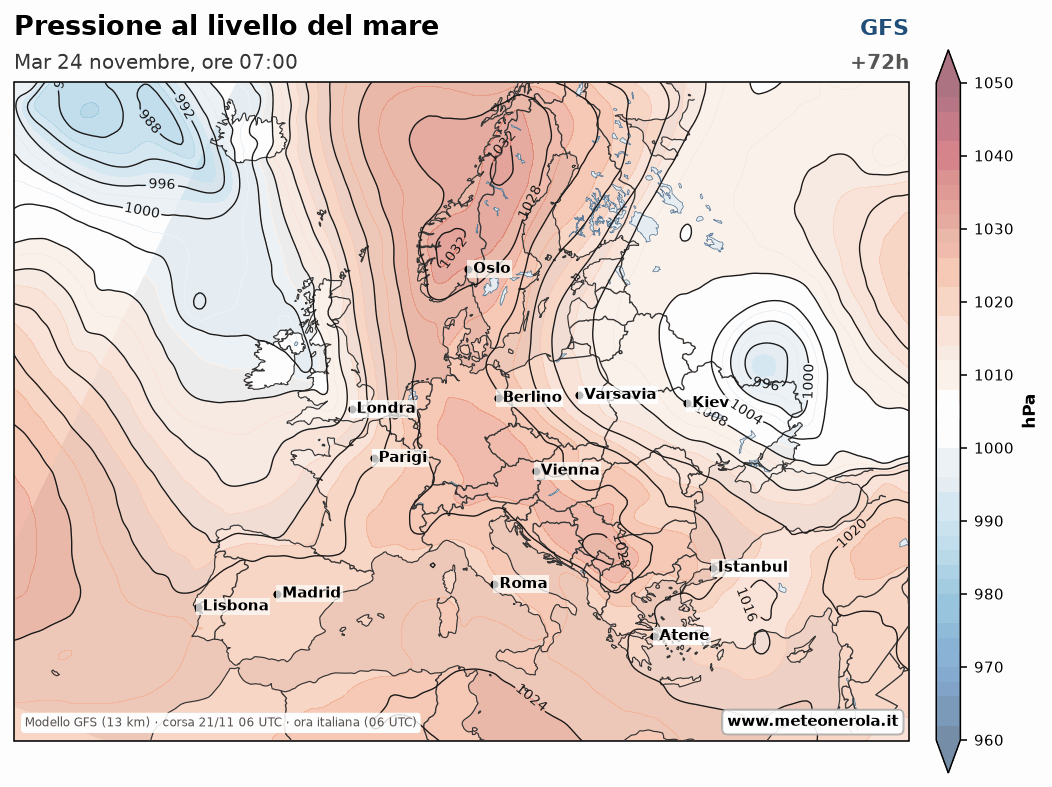 Pressione al livello del mare
GFS
Mar 24 novembre, ore 07:00
+72h
1050
1040
1030
1020
1010
1000
990
980
970
960
hPa
992
988
996
1000
1032
1028
1032
Oslo
Londra
Berlino
Varsavia
Kiev
996
1000
1004
1008
Parigi
Vienna
1028
1020
Istanbul
Roma
Madrid
Lisbona
1016
Atene
1024
Modello GFS (13 km) · corsa 21/11 06 UTC · ora italiana (06 UTC)
www.meteonerola.it